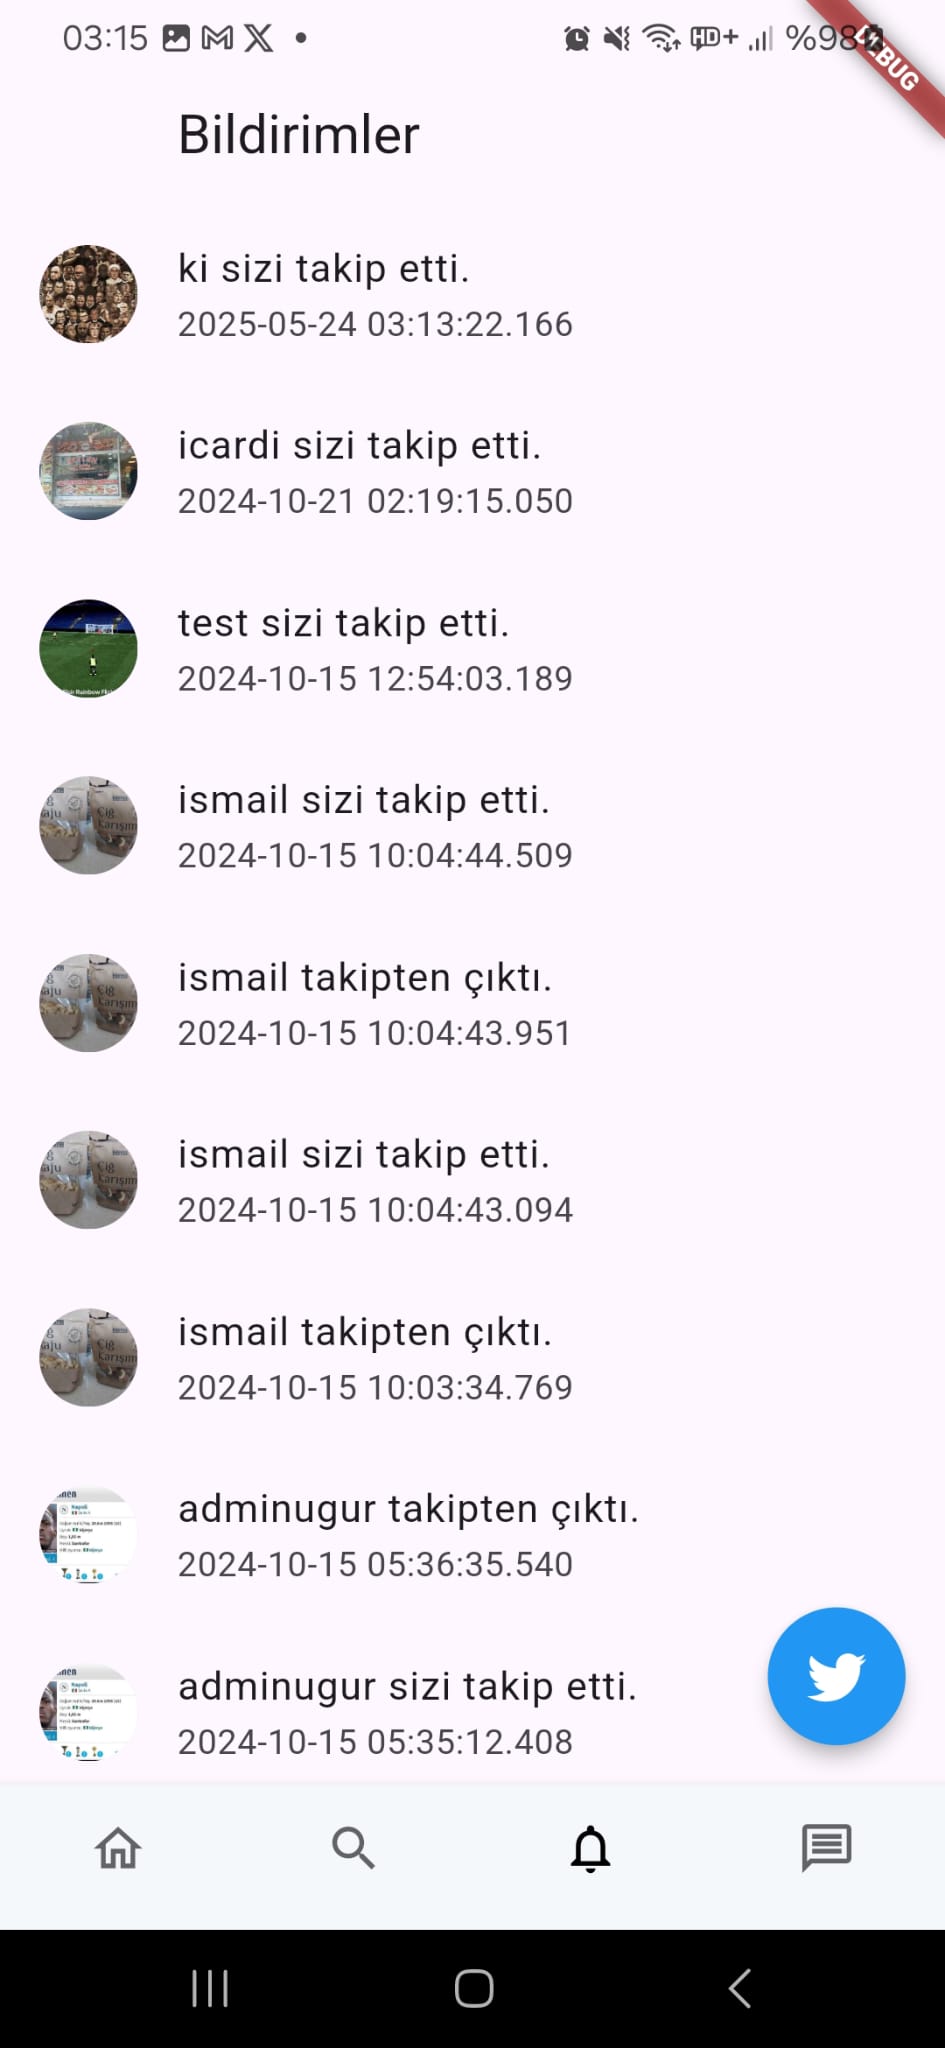 03:15
HD+ %98
DEBUG
Bildirimler
ki sizi takip etti.
2025-05-24 03:13:22.166
icardi sizi takip etti.
2024-10-21 02:19:15.050
test sizi takip etti.
2024-10-15 12:54:03.189
ismail sizi takip etti.
2024-10-15 10:04:44.509
ismail takipten çıktı.
2024-10-15 10:04:43.951
ismail sizi takip etti.
2024-10-15 10:04:43.094
ismail takipten çıktı.
2024-10-15 10:03:34.769
adminugur takipten çıktı.
2024-10-15 05:36:35.540
adminugur sizi takip etti.
2024-10-15 05:35:12.408